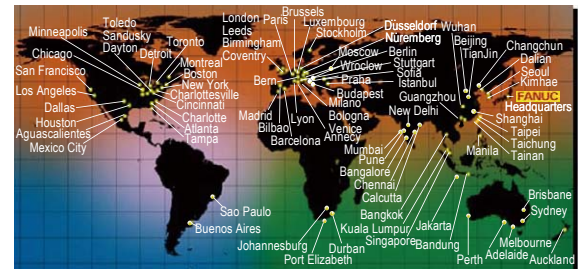 Toledo
Sandusky
Dayton
Minneapolis
Chicago
San Francisco
Los Angeles
Dallas
Houston
Aguascalientes
Mexico City
Detroit
Toronto
Montreal
Boston
New York
Charlottesville
Cincinnati
Charlotte
Atlanta
Tampa
Sao Paulo
Buenos Aires
London
Leeds
Birmingham
Coventry
Paris
Brussels
Luxembourg
Stockholm
Düsseldorf
Nüremberg
Moscow
Wroclow
Praha
Budapest
Berlin
Stuttgart
Sofia
Istanbul
Bern
Madrid
Bilbao
Barcelona
Lyon
Milano
Bologna
Venice
Annecy
Wuhan
Beijing
TianJin
Changchun
Dalian
Seoul
Kimhae
FANUC
Headquarters
Shanghai
Taipei
Taichung
Tainan
Guangzhou
New Delhi
Mumbai
Pune
Bangalore
Chennai
Calcutta
Manila
Bangkok
Kuala Lumpur
Singapore
Jakarta
Bandung
Johannesburg
Port Elizabeth
Durban
Perth
Brisbane
Sydney
Melbourne
Adelaide
Auckland